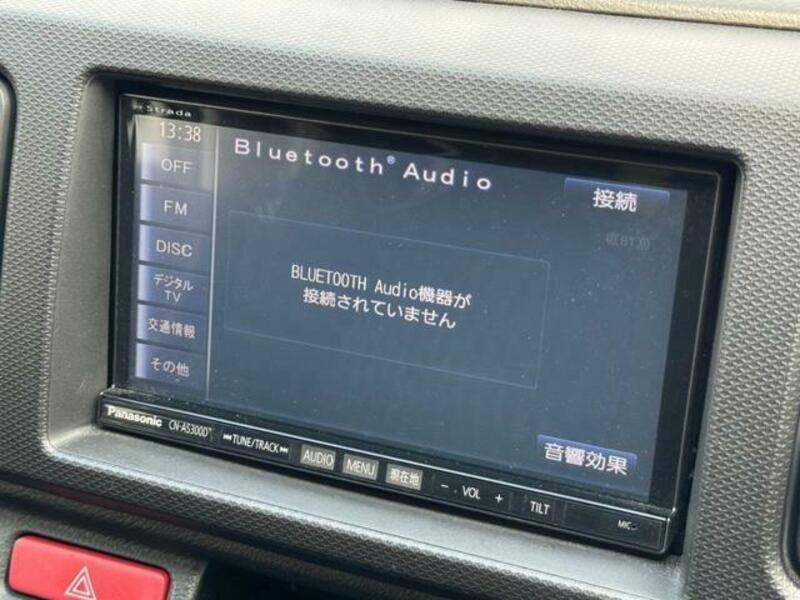 Strada
13:38
Bluetooth® Audio
接続
OFF
FM
BT
DISC
デジタル
TV
交通情報
その他
BLUETOOTH Audio機器が
接続されていません
音響効果
Panasonic CN-AS300D TUNE/TRACK AUDIO MENU 現在地 − VOL + TILT MIC